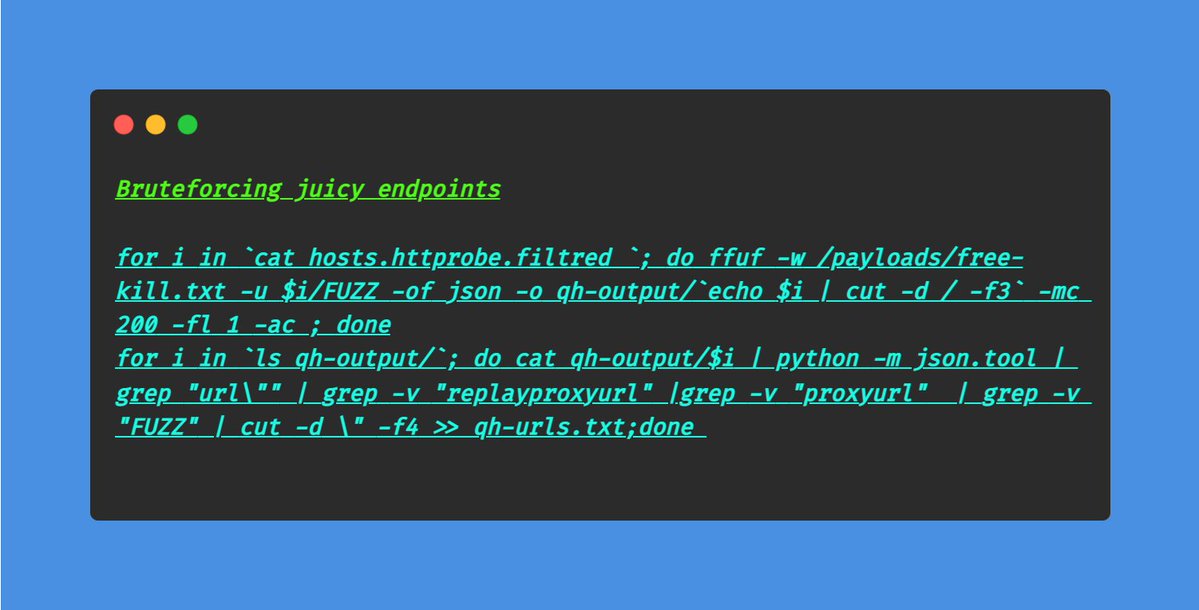 Bruteforcing juicy endpoints
for i in `cat hosts.httprobe.filtred `; do ffuf -w /payloads/free-
kill.txt -u $i/FUZZ -of json -o qh-output/`echo $i | cut -d / -f3` -mc
200 -fl 1 -ac ; done
for i in `ls qh-output/`; do cat qh-output/$i | python -m json.tool |
grep "url\"" | grep -v "replayproxyurl" |grep -v "proxyurl"  | grep -v
"FUZZ" | cut -d \" -f4 >> qh-urls.txt;done